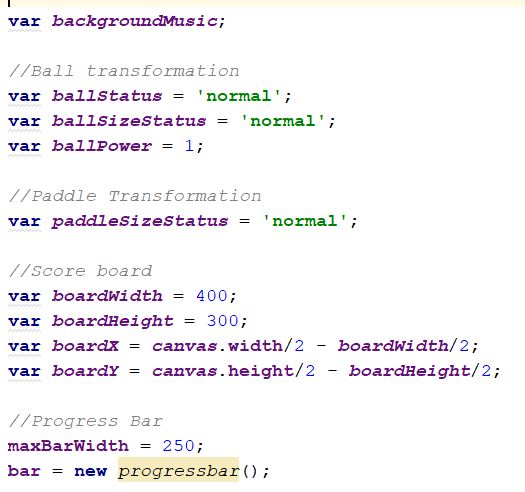 var backgroundMusic;
//Ball transformation
var ballStatus = 'normal';
var ballSizeStatus = 'normal';
var ballPower = 1;
//Paddle Transformation
var paddleSizeStatus = 'normal';
//Score board
var boardWidth = 400;
var boardHeight = 300;
var boardX = canvas.width/2 - boardWidth/2;
var boardY = canvas.height/2 - boardHeight/2;
//Progress Bar
maxBarWidth = 250;
bar = new progressbar();